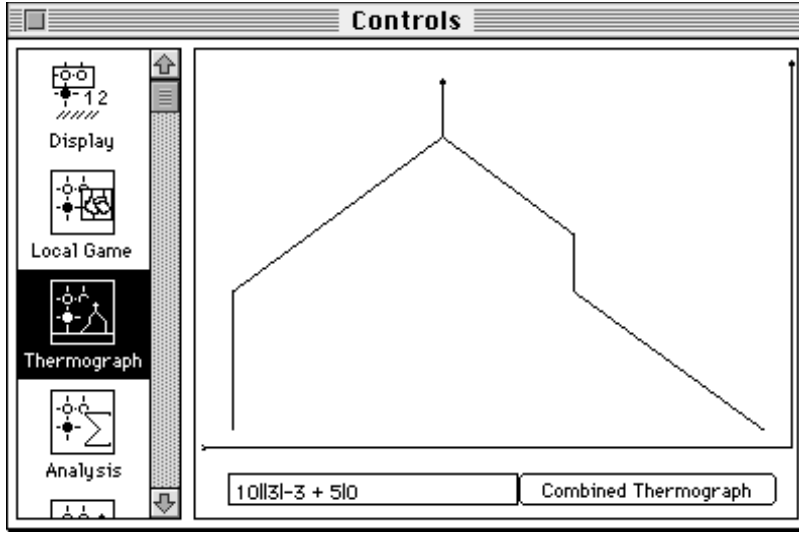 Controls
1 2
Display
Local Game
Thermograph
Analysis
10||3|-3 + 5|0
Combined Thermograph